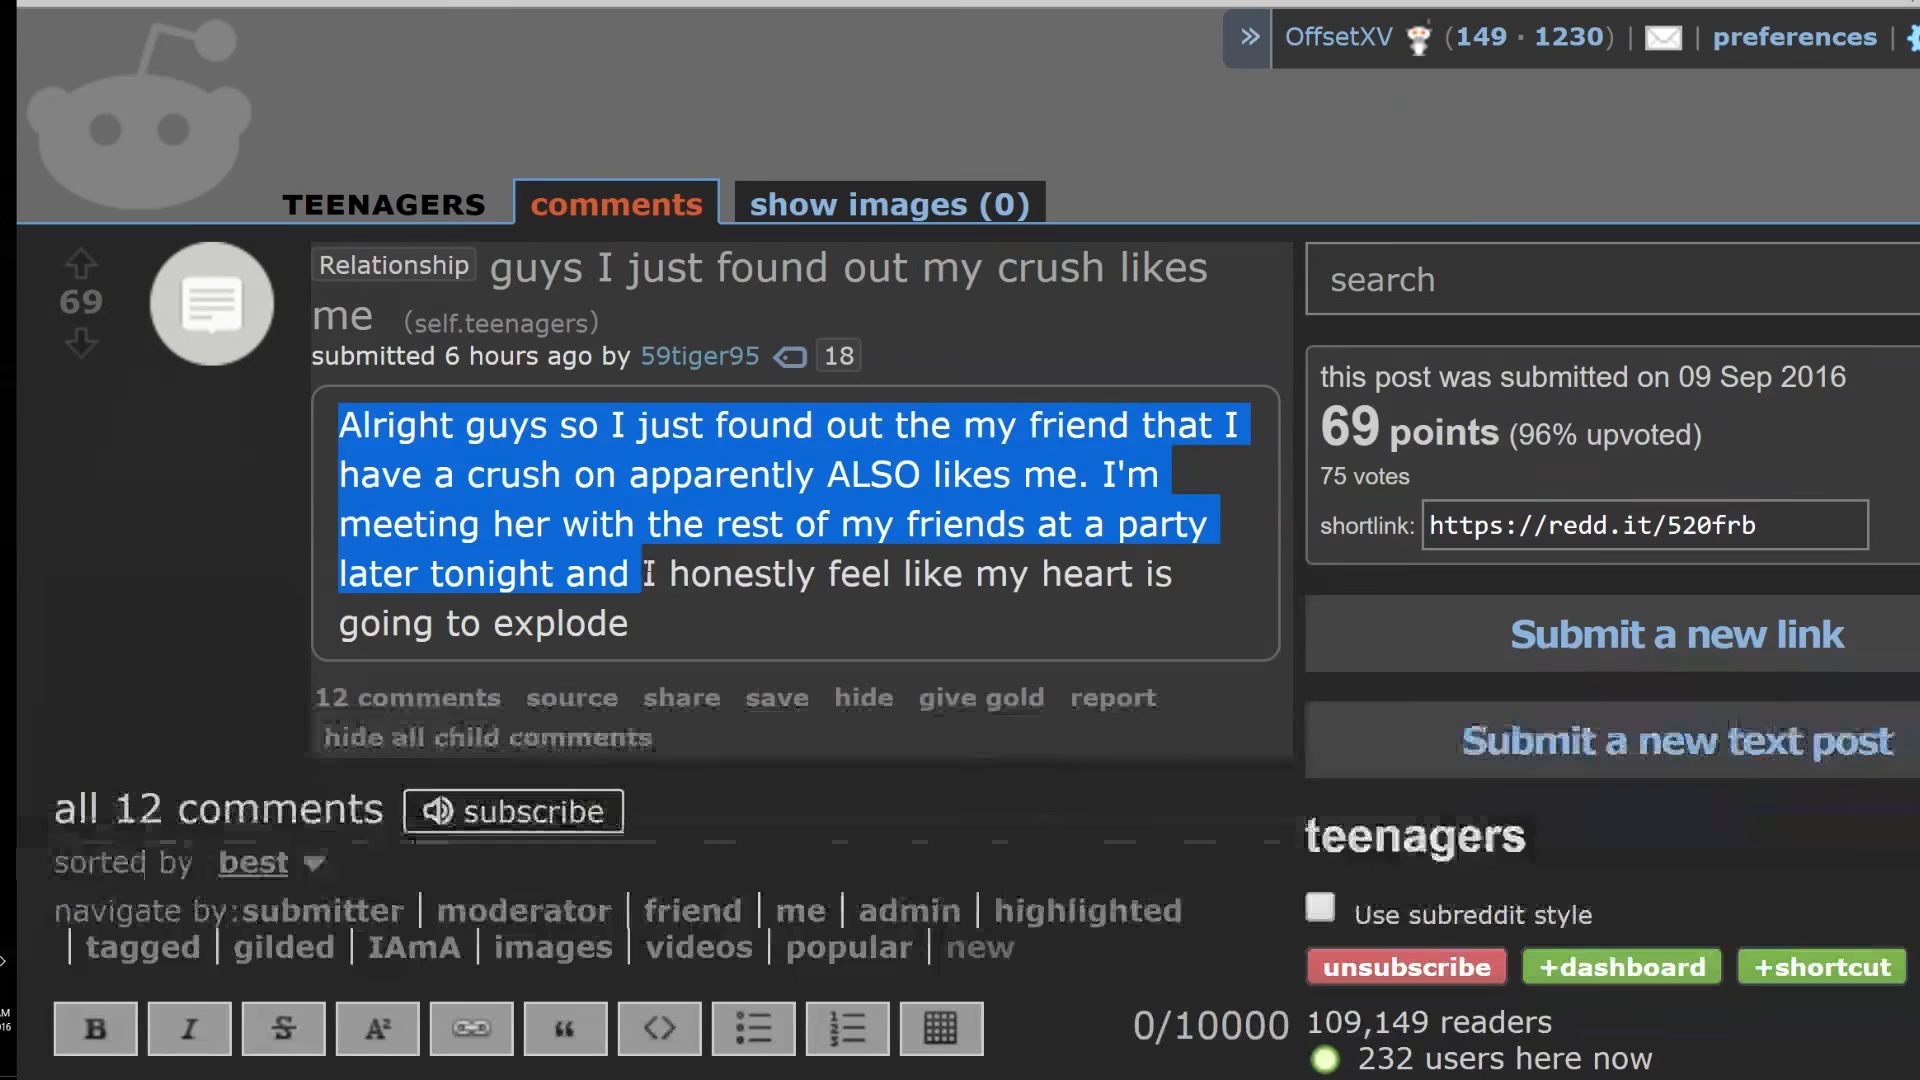 » OffsetXV (149 · 1230) | | preferences |
TEENAGERS comments show images (0)
69
Relationship guys I just found out my crush likes
me (self.teenagers)
submitted 6 hours ago by 59tiger95 18
Alright guys so I just found out the my friend that I
have a crush on apparently ALSO likes me. I'm
meeting her with the rest of my friends at a party
later tonight and I honestly feel like my heart is
going to explode
12 comments source share save hide give gold report
hide all child comments
search
this post was submitted on 09 Sep 2016
69 points (96% upvoted)
75 votes
shortlink: https://redd.it/520frb
Submit a new link
Submit a new text post
all 12 comments subscribe
sorted by best
navigate by: submitter | moderator | friend | me | admin | highlighted
| tagged | gilded | IAmA | images | videos | popular | new
B I S A² “ <> 0/10000
teenagers
Use subreddit style
unsubscribe +dashboard +shortcut
109,149 readers
232 users here now